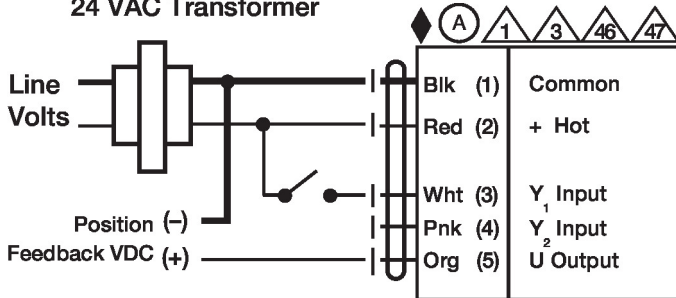 24 VAC Transformer
A 1 3 46 47
Line
Volts
Blk (1) Common
Red (2) + Hot
Wht (3) Y1 Input
Position (–)
Pnk (4) Y2 Input
Feedback VDC (+)
Org (5) U Output